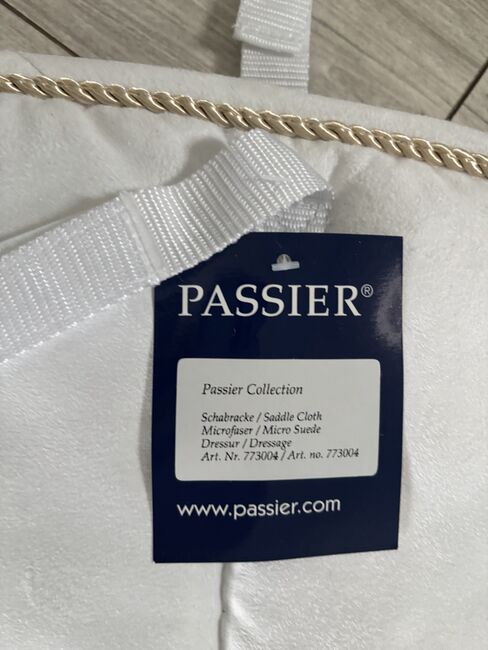 PASSIER®
Passier Collection
Schabracke / Saddle Cloth
Microfaser / Micro Suede
Dressur / Dressage
Art. Nr. 773004 / Art. no. 773004
www.passier.com